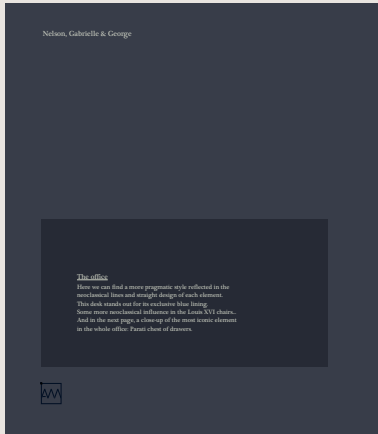 Nelson, Gabrielle & George
The office
Here we can find a more pragmatic style reflected in the
neoclassical lines and straight design of each element.
This desk stands out for its exclusive blue lining.
Some more neoclassical influence in the Louis XVI chairs..
And in the next page, a close-up of the most iconic element
in the whole office: Parati chest of drawers.